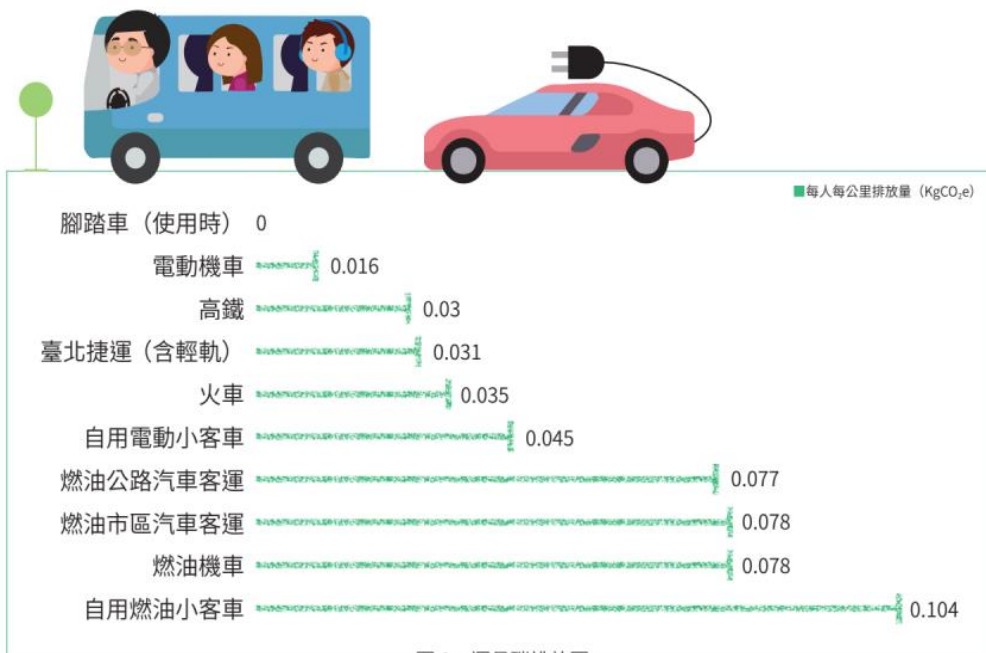 每人每公里排放量（KgCO₂e）
腳踏車（使用時） 0
電動機車 0.016
高鐵 0.03
臺北捷運（含輕軌） 0.031
火車 0.035
自用電動小客車 0.045
燃油公路汽車客運 0.077
燃油市區汽車客運 0.078
燃油機車 0.078
自用燃油小客車 0.104